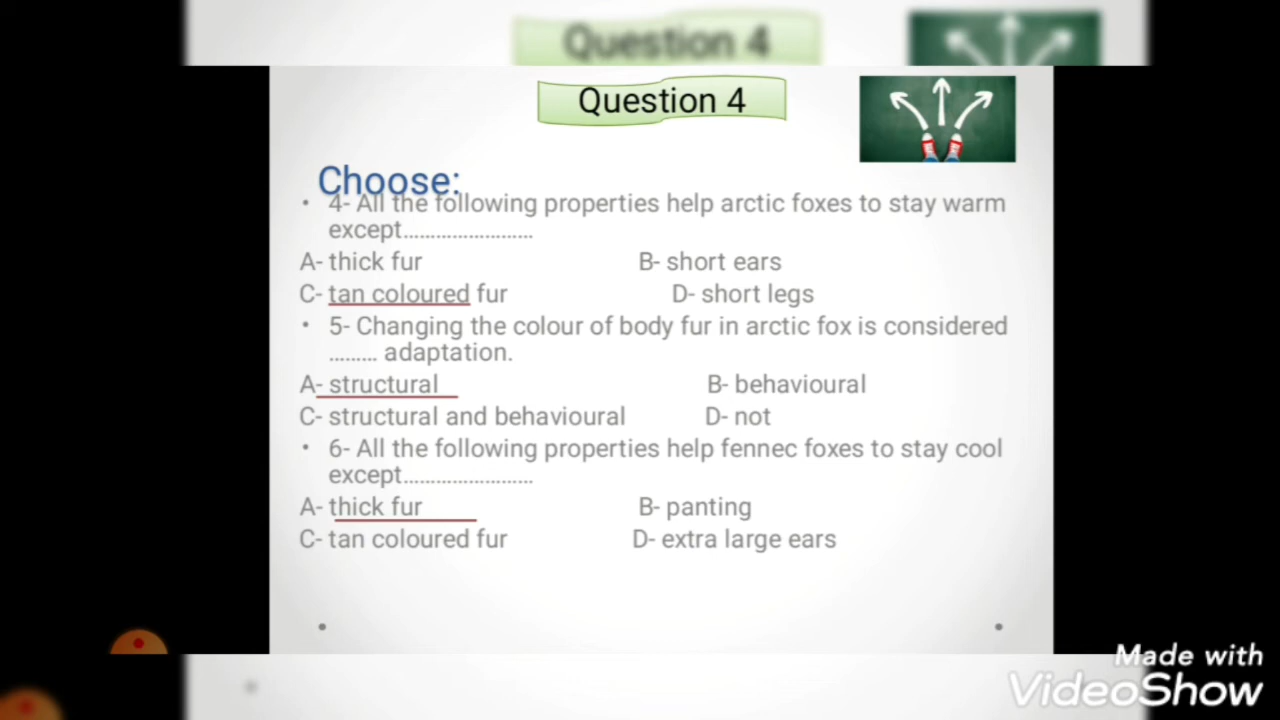 Question 4
Question 4
Choose:
• 4- All the following properties help arctic foxes to stay warm
except........................
A- thick fur B- short ears
C- tan coloured fur D- short legs
• 5- Changing the colour of body fur in arctic fox is considered
......... adaptation.
A- structural B- behavioural
C- structural and behavioural D- not
• 6- All the following properties help fennec foxes to stay cool
except........................
A- thick fur B- panting
C- tan coloured fur D- extra large ears
Made with
VideoShow